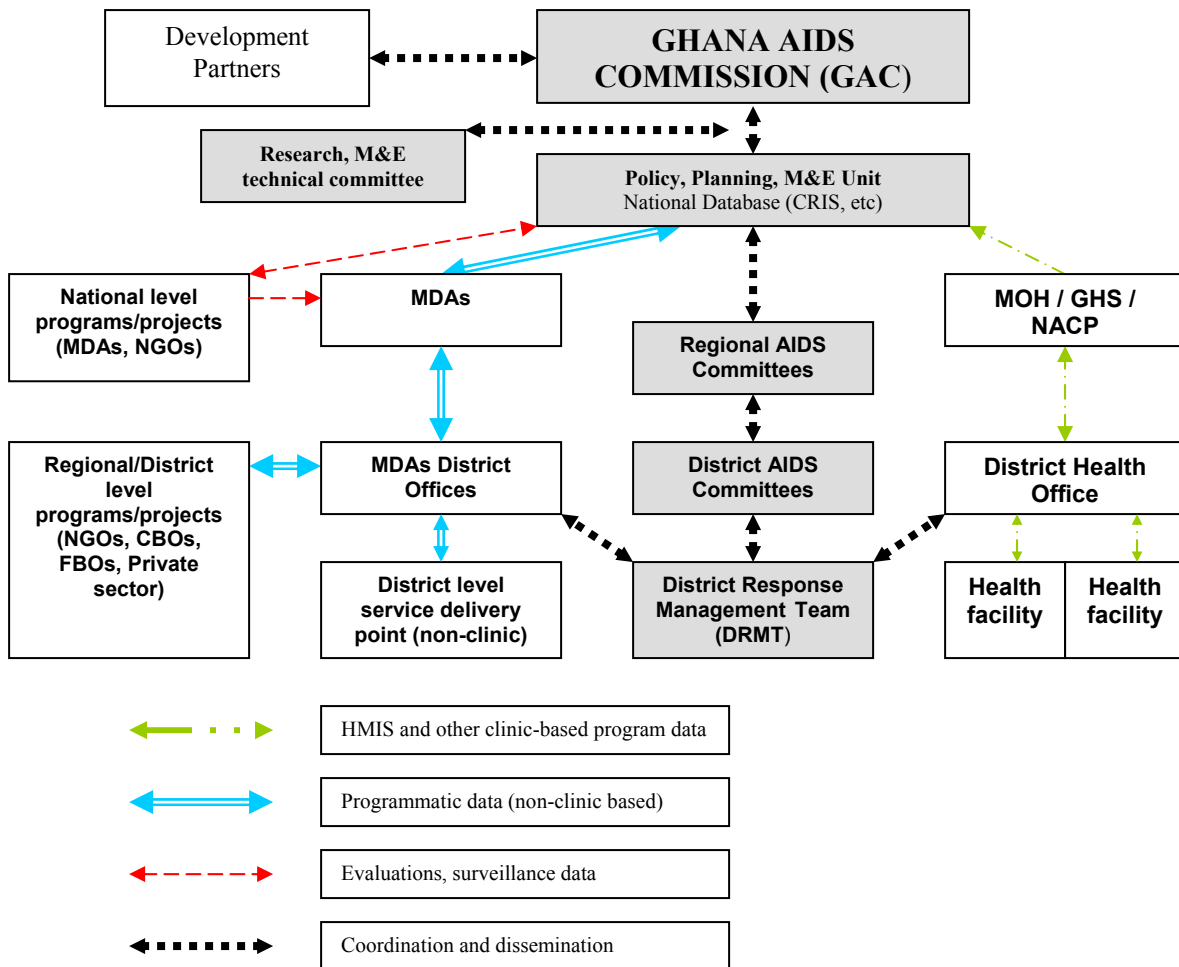 Development
Partners
GHANA AIDS
COMMISSION (GAC)
Research, M&E
technical committee
Policy, Planning, M&E Unit
National Database (CRIS, etc)
National level
programs/projects
(MDAs, NGOs)
MDAs
MOH / GHS /
NACP
Regional AIDS
Committees
Regional/District
level
programs/projects
(NGOs, CBOs,
FBOs, Private
sector)
MDAs District
Offices
District AIDS
Committees
District Health
Office
District level
service delivery
point (non-clinic)
District Response
Management Team
(DRMT)
Health
facility
Health
facility
HMIS and other clinic-based program data
Programmatic data (non-clinic based)
Evaluations, surveillance data
Coordination and dissemination